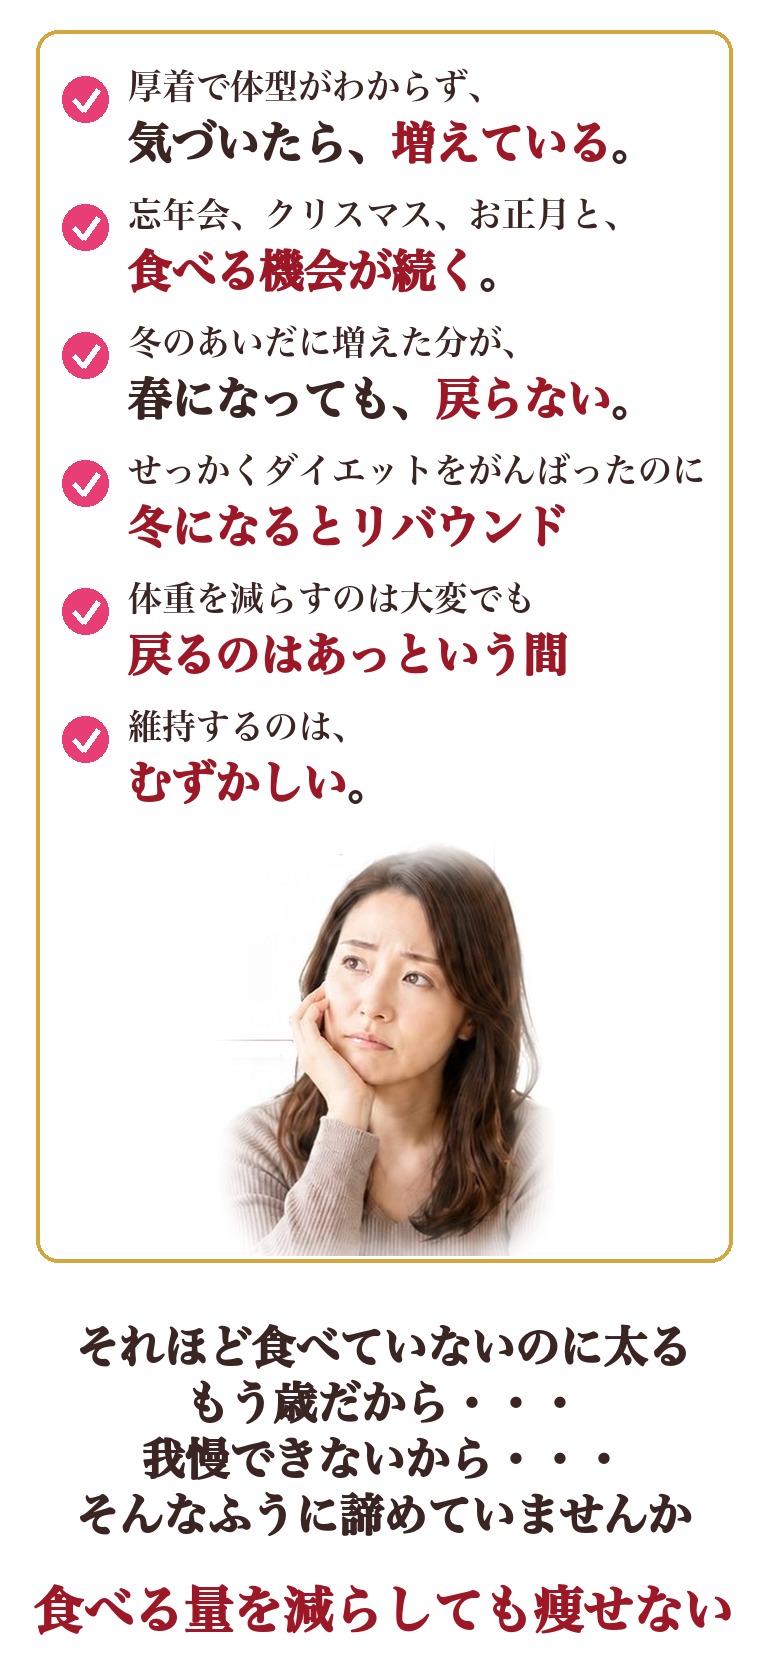 厚着で体型がわからず、
気づいたら、増えている。
忘年会、クリスマス、お正月と、
食べる機会が続く。
冬のあいだに増えた分が、
春になっても、戻らない。
せっかくダイエットをがんばったのに
冬になるとリバウンド
体重を減らすのは大変でも
戻るのはあっという間
維持するのは、
むずかしい。
それほど食べていないのに太る
もう歳だから・・・
我慢できないから・・・
そんなふうに諦めていませんか
食べる量を減らしても痩せない